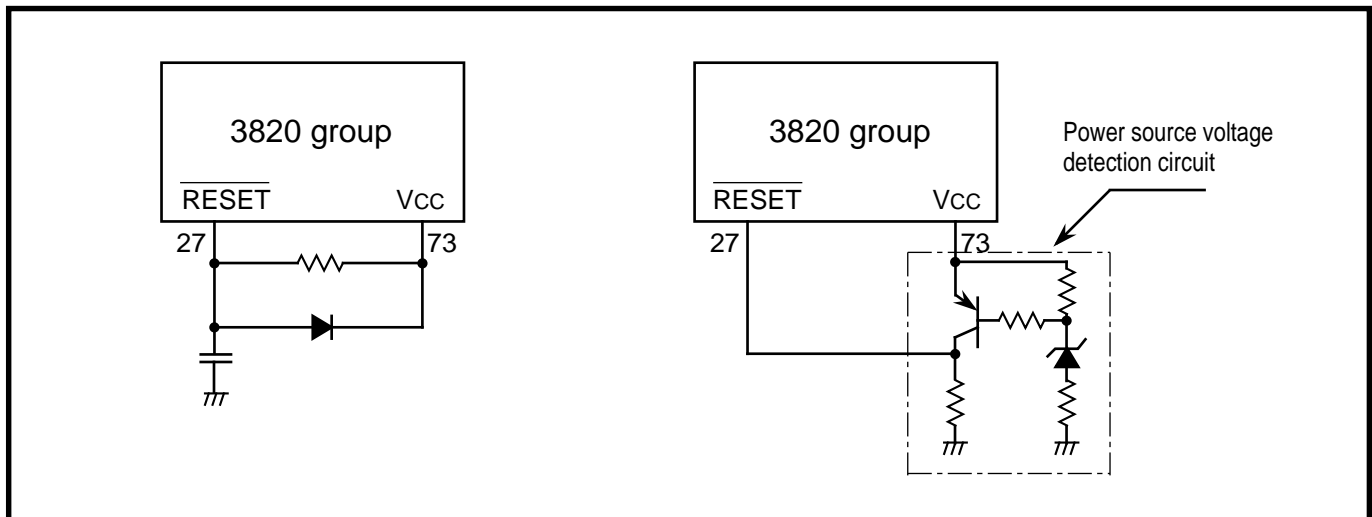 3820 group
RESET VCC
27 73
3820 group
RESET VCC
27 73
Power source voltage
detection circuit